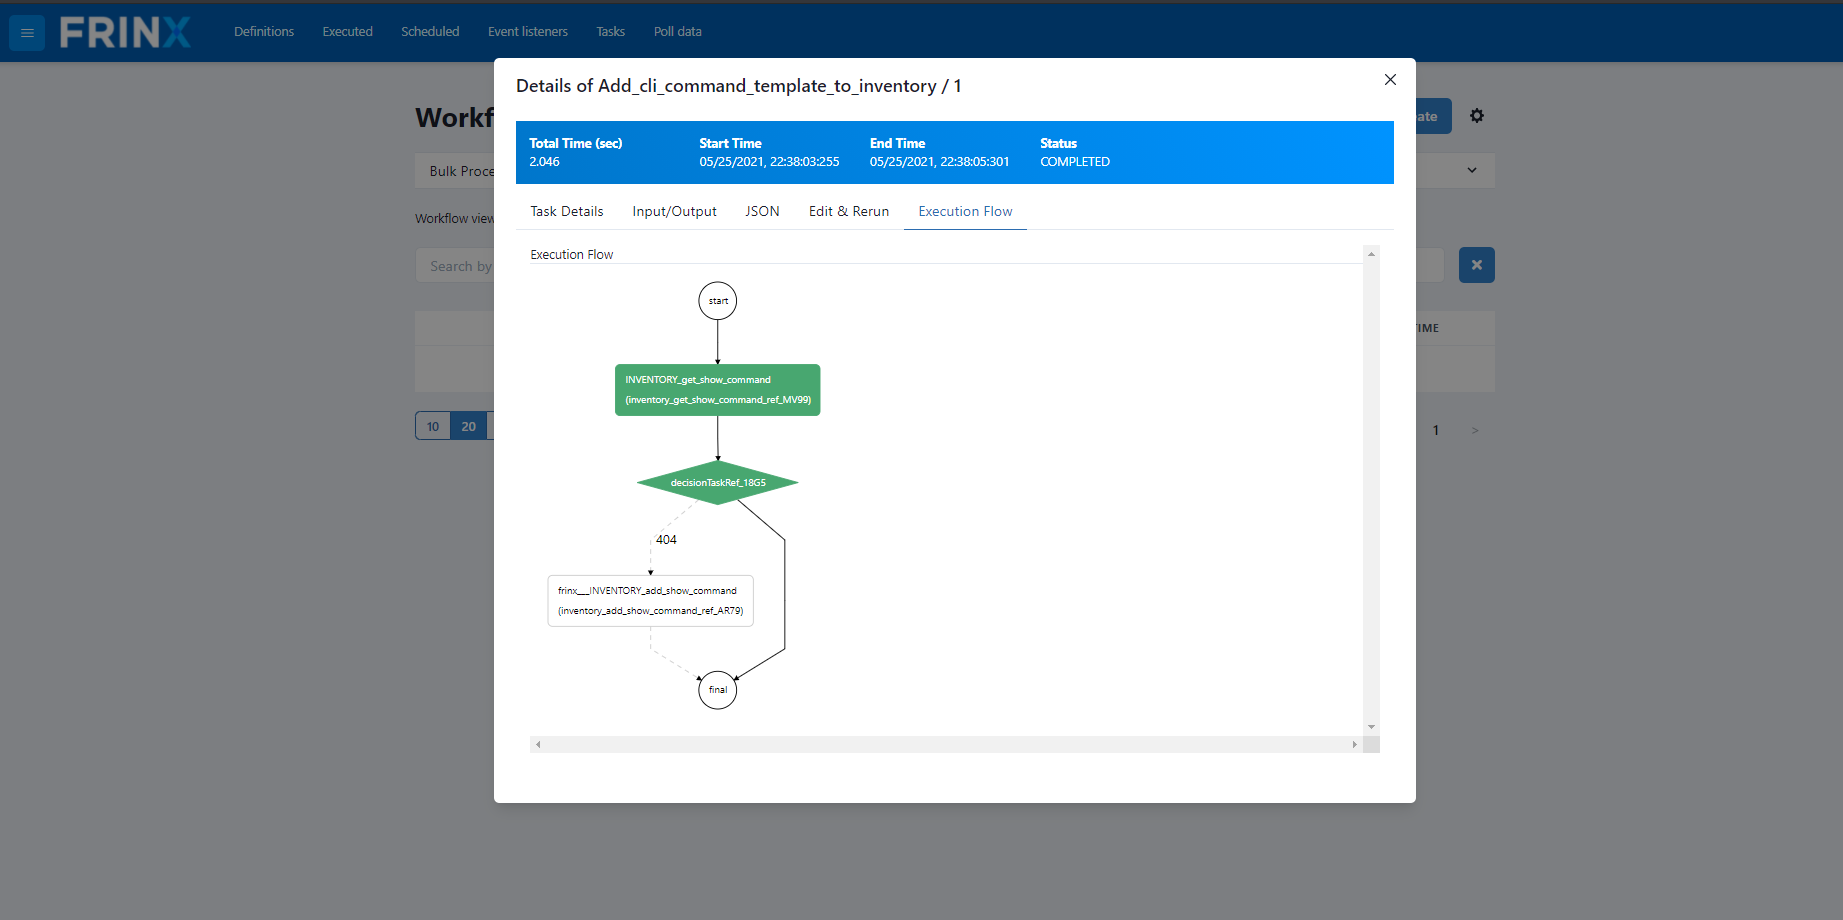 FRINX
Definitions
Executed
Scheduled
Event listeners
Tasks
Poll data
Details of Add_cli_command_template_to_inventory / 1
Total Time (sec)
2.046
Start Time
05/25/2021, 22:38:03:255
End Time
05/25/2021, 22:38:05:301
Status
COMPLETED
Task Details
Input/Output
JSON
Edit & Rerun
Execution Flow
Execution Flow
start
INVENTORY_get_show_command
(inventory_get_show_command_ref_MV99)
decisionTaskRef_18G5
404
frinx___INVENTORY_add_show_command
(inventory_add_show_command_ref_AR79)
final
Workf
ate
Bulk Proce
Workflow view
Search by
TIME
10
20
1
>